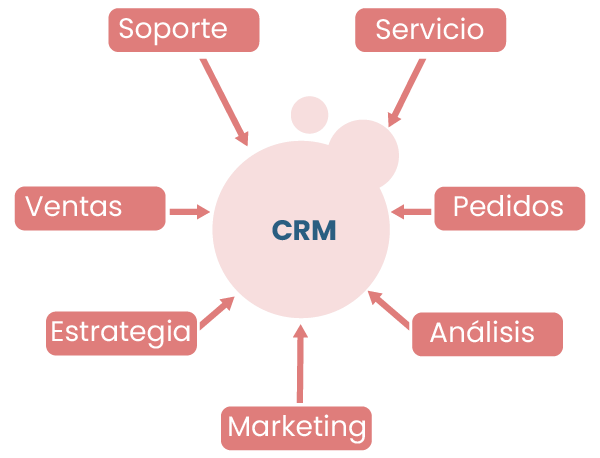 Soporte
Servicio
Ventas
CRM
Pedidos
Estrategia
Análisis
Marketing